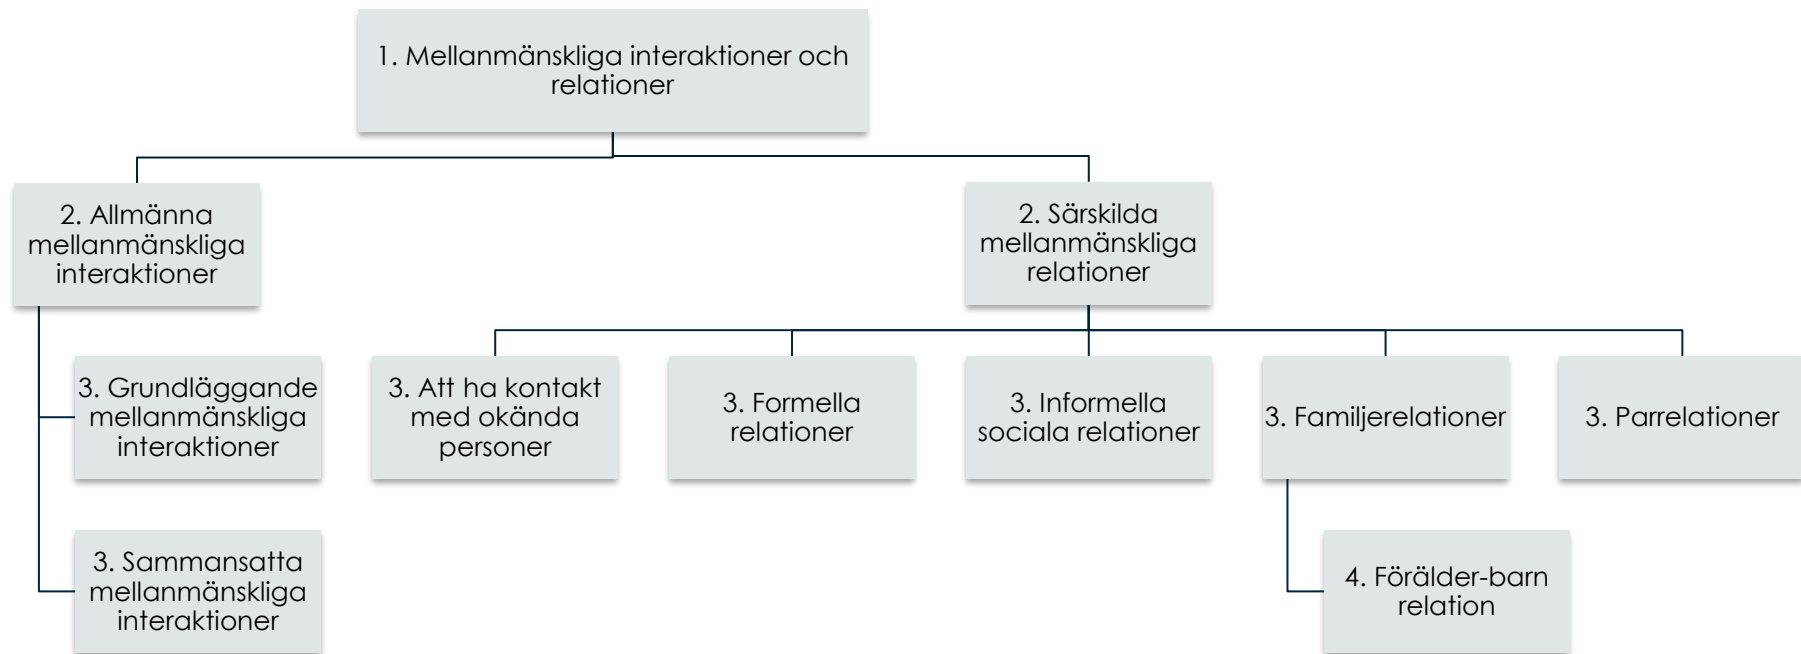 1. Mellanmänskliga interaktioner och
relationer
2. Allmänna
mellanmänskliga
interaktioner
2. Särskilda
mellanmänskliga
relationer
3. Grundläggande
mellanmänskliga
interaktioner
3. Att ha kontakt
med okända
personer
3. Formella
relationer
3. Informella
sociala relationer
3. Familjerelationer
3. Parrelationer
3. Sammansatta
mellanmänskliga
interaktioner
4. Förälder-barn
relation